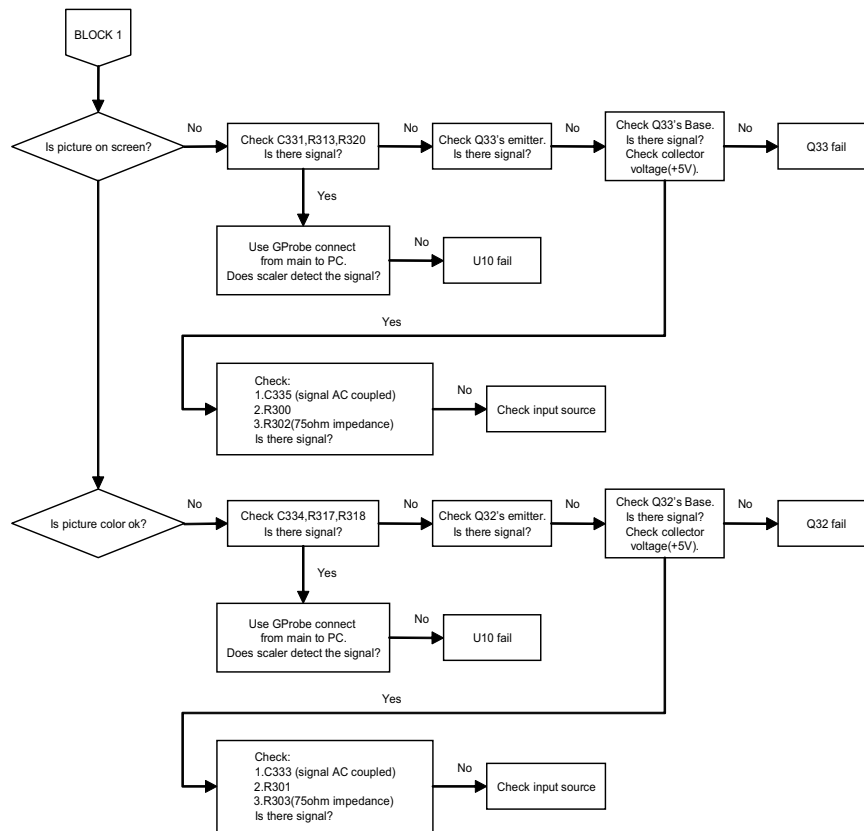 BLOCK 1
Is picture on screen?
No
Check C331,R313,R320
Is there signal?
No
Check Q33's emitter.
Is there signal?
No
Check Q33's Base.
Is there signal?
Check collector
voltage(+5V).
No
Q33 fail
Yes
Use GProbe connect
from main to PC.
Does scaler detect the signal?
No
U10 fail
Yes
Check:
1.C335 (signal AC coupled)
2.R300
3.R302(75ohm impedance)
Is there signal?
No
Check input source
Is picture color ok?
No
Check C334,R317,R318
Is there signal?
No
Check Q32's emitter.
Is there signal?
No
Check Q32's Base.
Is there signal?
Check collector
voltage(+5V).
No
Q32 fail
Yes
Use GProbe connect
from main to PC.
Does scaler detect the signal?
No
U10 fail
Yes
Check:
1.C333 (signal AC coupled)
2.R301
3.R303(75ohm impedance)
Is there signal?
No
Check input source